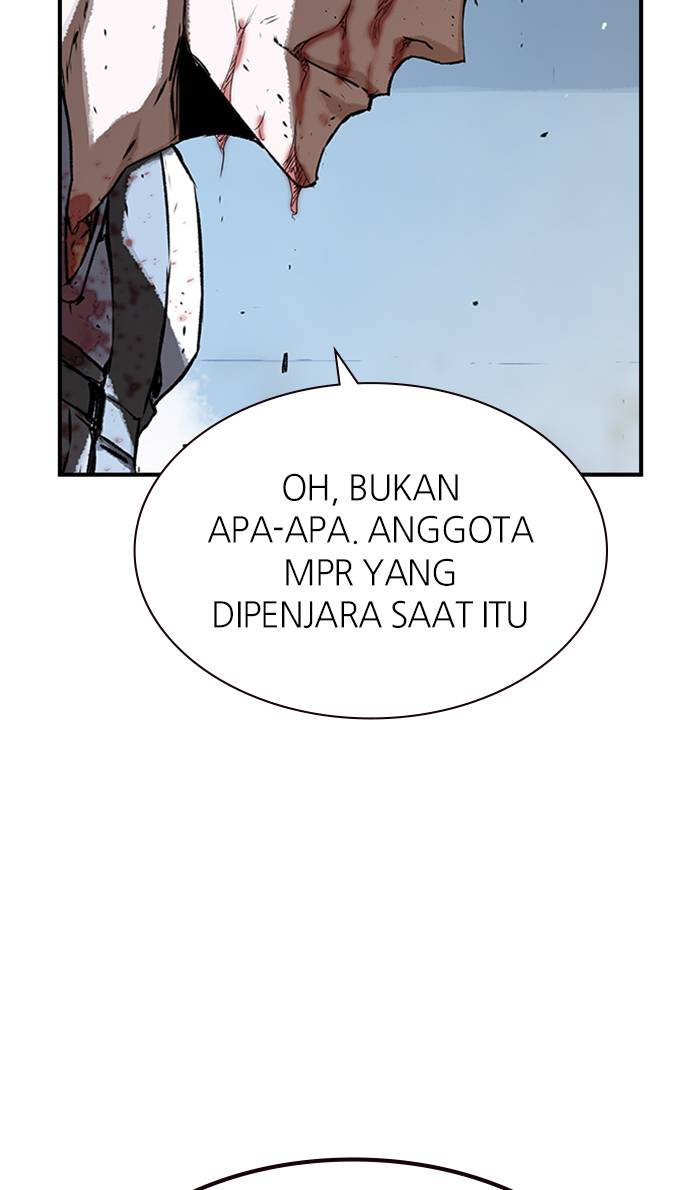 OH, BUKAN
APA-APA. ANGGOTA
MPR YANG
DIPENJARA SAAT ITU